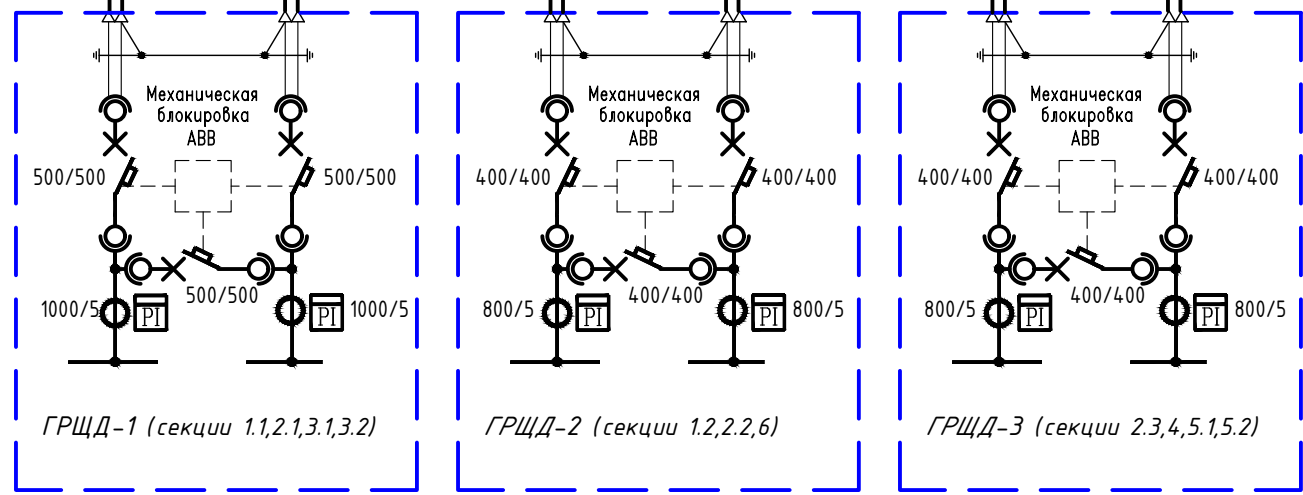 Механическая
блокировка
АВВ
500/500
500/500
500/500
1000/5
PI
PI
1000/5
ГРЩД-1 (секции 1.1,2.1,3.1,3.2)
Механическая
блокировка
АВВ
400/400
400/400
400/400
800/5
PI
PI
800/5
ГРЩД-2 (секции 1.2,2.2,6)
Механическая
блокировка
АВВ
400/400
400/400
400/400
800/5
PI
PI
800/5
ГРЩД-3 (секции 2.3,4,5.1,5.2)